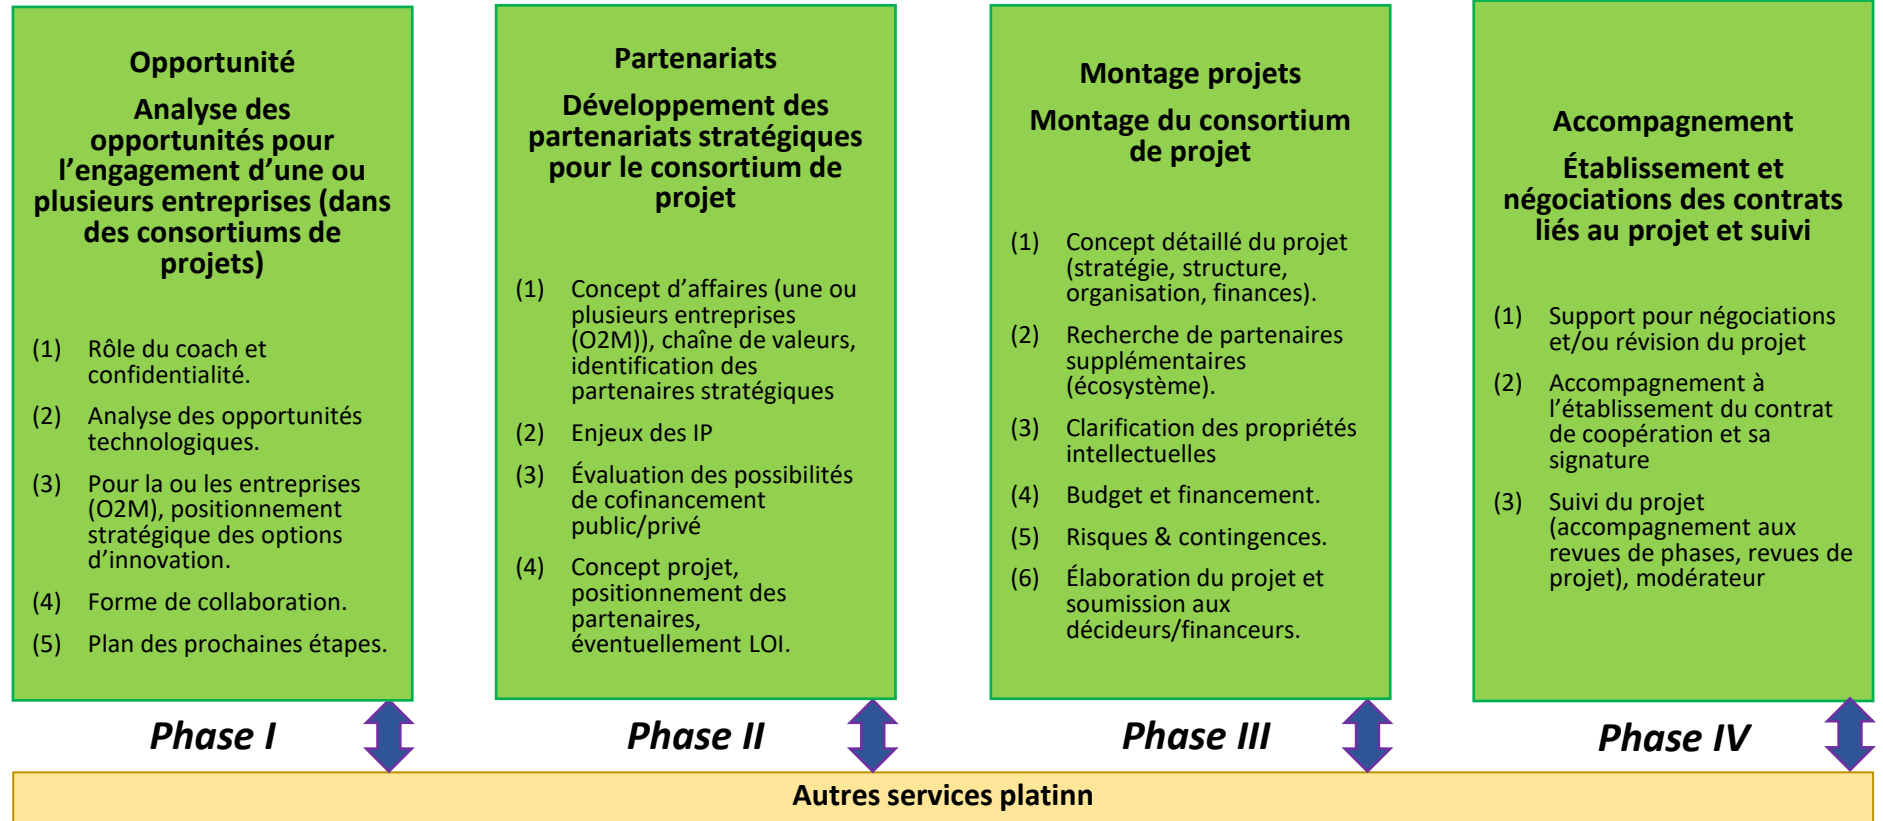 Opportunité
Analyse des
opportunités pour
l’engagement d’une ou
plusieurs entreprises (dans
des consortiums de
projets)
(1) Rôle du coach et
confidentialité.
(2) Analyse des opportunités
technologiques.
(3) Pour la ou les entreprises
(O2M), positionnement
stratégique des options
d’innovation.
(4) Forme de collaboration.
(5) Plan des prochaines étapes.
Phase I
Partenariats
Développement des
partenariats stratégiques
pour le consortium de
projet
(1) Concept d’affaires (une ou
plusieurs entreprises
(O2M)), chaîne de valeurs,
identification des
partenaires stratégiques
(2) Enjeux des IP
(3) Évaluation des possibilités
de cofinancement
public/privé
(4) Concept projet,
positionnement des
partenaires,
éventuellement LOI.
Phase II
Montage projets
Montage du consortium
de projet
(1) Concept détaillé du projet
(stratégie, structure,
organisation, finances).
(2) Recherche de partenaires
supplémentaires
(écosystème).
(3) Clarification des propriétés
intellectuelles
(4) Budget et financement.
(5) Risques & contingences.
(6) Élaboration du projet et
soumission aux
décideurs/financeurs.
Phase III
Accompagnement
Établissement et
négociations des contrats
liés au projet et suivi
(1) Support pour négociations
et/ou révision du projet
(2) Accompagnement à
l’établissement du contrat
de coopération et sa
signature
(3) Suivi du projet
(accompagnement aux
revues de phases, revues de
projet), modérateur
Phase IV
Autres services platinn